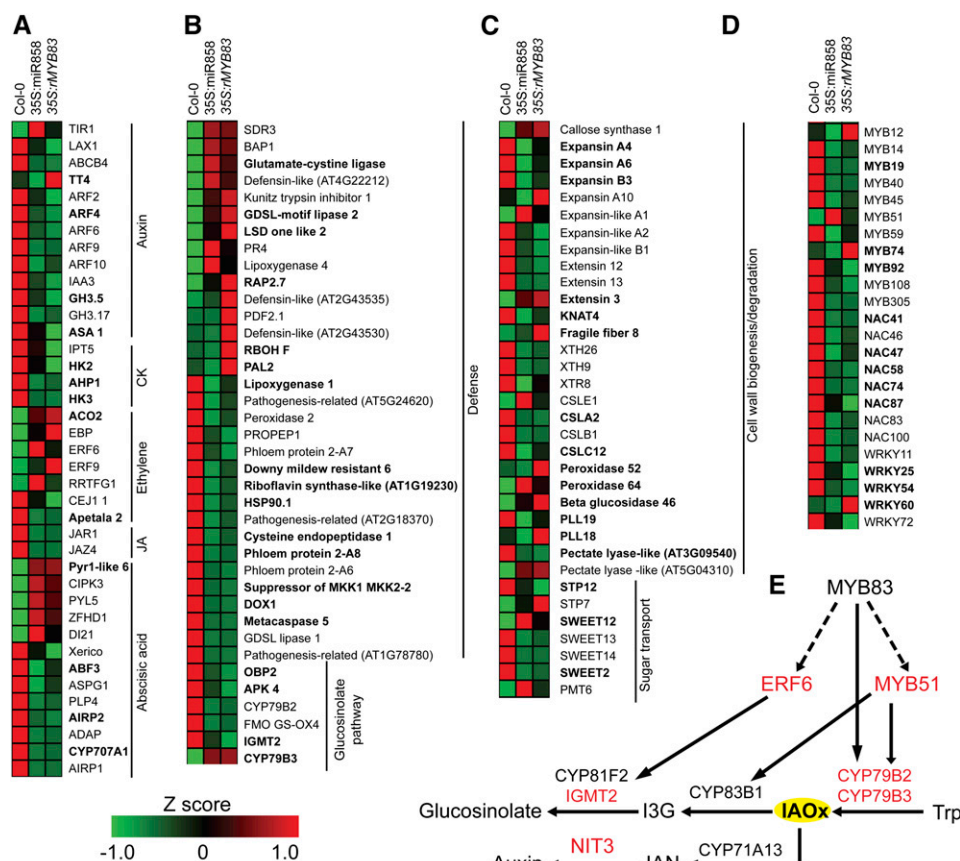 A
Col-0
35S:miR858
35S:rMYB83
TIR1
LAX1
ABCB4
TT4
ARF2
ARF4
ARF6
ARF9
ARF10
IAA3
GH3.5
GH3.17
ASA 1
Auxin
IPT5
HK2
AHP1
HK3
CK
ACO2
EBP
ERF6
ERF9
RRTFG1
CEJ1 1
Apetala 2
Ethylene
JAR1
JAZ4
JA
Pyr1-like 6
CIPK3
PYL5
ZFHD1
DI21
Xerico
ABF3
ASPG1
PLP4
AIRP2
ADAP
CYP707A1
AIRP1
Abscisic acid
B
Col-0
35S:miR858
35S:rMYB83
SDR3
BAP1
Glutamate-cystine ligase
Defensin-like (AT4G22212)
Kunitz trypsin inhibitor 1
GDSL-motif lipase 2
LSD one like 2
PR4
Lipoxygenase 4
RAP2.7
Defensin-like (AT2G43535)
PDF2.1
Defensin-like (AT2G43530)
RBOH F
PAL2
Lipoxygenase 1
Pathogenesis-related (AT5G24620)
Peroxidase 2
PROPEP1
Phloem protein 2-A7
Downy mildew resistant 6
Riboflavin synthase-like (AT1G19230)
HSP90.1
Pathogenesis-related (AT2G18370)
Cysteine endopeptidase 1
Phloem protein 2-A8
Phloem protein 2-A6
Suppressor of MKK1 MKK2-2
DOX1
Metacaspase 5
GDSL lipase 1
Pathogenesis-related (AT1G78780)
Defense
OBP2
APK 4
CYP79B2
FMO GS-OX4
IGMT2
CYP79B3
Glucosinolate
pathway
C
Col-0
35S:miR858
35S:rMYB83
Callose synthase 1
Expansin A4
Expansin A6
Expansin B3
Expansin A10
Expansin-like A1
Expansin-like A2
Expansin-like B1
Extensin 12
Extensin 13
Extensin 3
KNAT4
Fragile fiber 8
XTH26
XTH9
XTR8
CSLE1
CSLA2
CSLB1
CSLC12
Peroxidase 52
Peroxidase 64
Beta glucosidase 46
PLL19
PLL18
Pectate lyase-like (AT3G09540)
Pectate lyase -like (AT5G04310)
Cell wall biogenesis/degradation
STP12
STP7
SWEET12
SWEET13
SWEET14
SWEET2
PMT6
Sugar transport
D
Col-0
35S:miR858
35S:rMYB83
MYB12
MYB14
MYB19
MYB40
MYB45
MYB51
MYB59
MYB74
MYB92
MYB108
MYB305
NAC41
NAC46
NAC47
NAC58
NAC74
NAC87
NAC83
NAC100
WRKY11
WRKY25
WRKY54
WRKY60
WRKY72
Z score
-1.0 0 1.0
E
MYB83
ERF6
MYB51
CYP81F2
IGMT2
CYP83B1
CYP79B2
CYP79B3
Glucosinolate
I3G
IAOx
Trp
NIT3
CYP71A13
Auxin
IAN